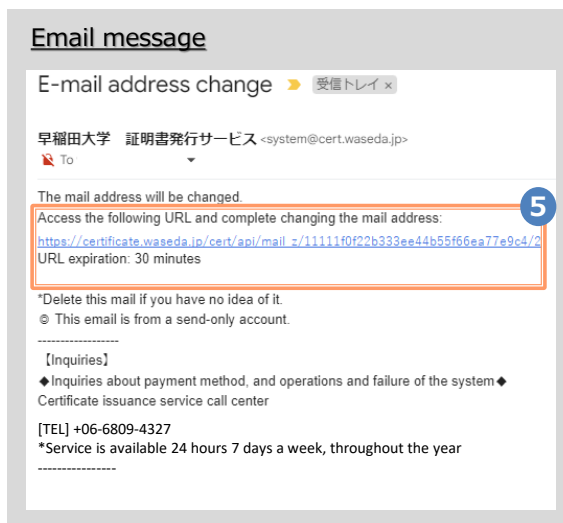 Email message
E-mail address change 受信トレイ ×
早稲田大学 証明書発行サービス <system@cert.waseda.jp>
To
The mail address will be changed.
5
Access the following URL and complete changing the mail address:
https://certificate.waseda.jp/cert/api/mail_z/11111f0f22b333ee44b55f66ea77e9c4/2
URL expiration: 30 minutes
*Delete this mail if you have no idea of it.
◎ This email is from a send-only account.
------------------
【Inquiries】
◆Inquiries about payment method, and operations and failure of the system◆
Certificate issuance service call center
[TEL] +06-6809-4327
*Service is available 24 hours 7 days a week, throughout the year
----------------